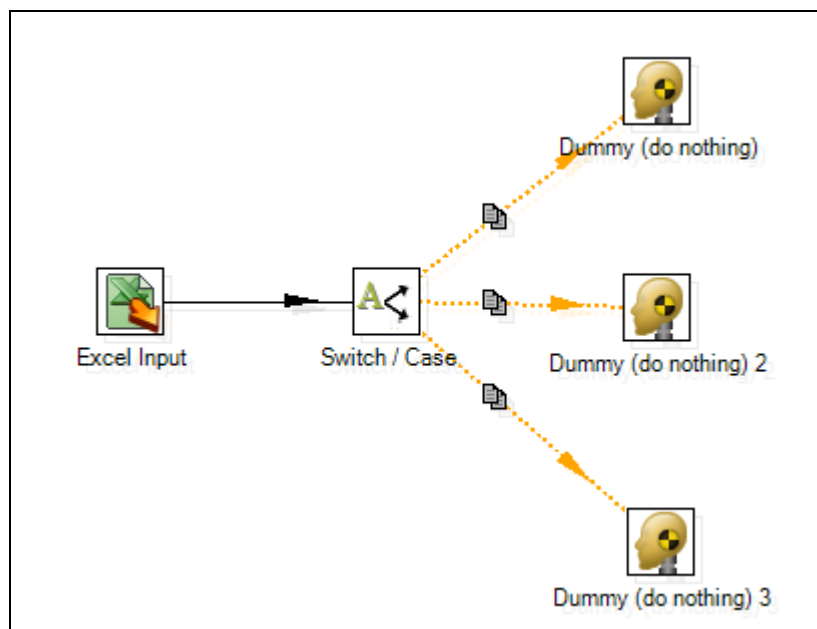 Dummy (do nothing)
Excel Input
Switch / Case
Dummy (do nothing) 2
Dummy (do nothing) 3